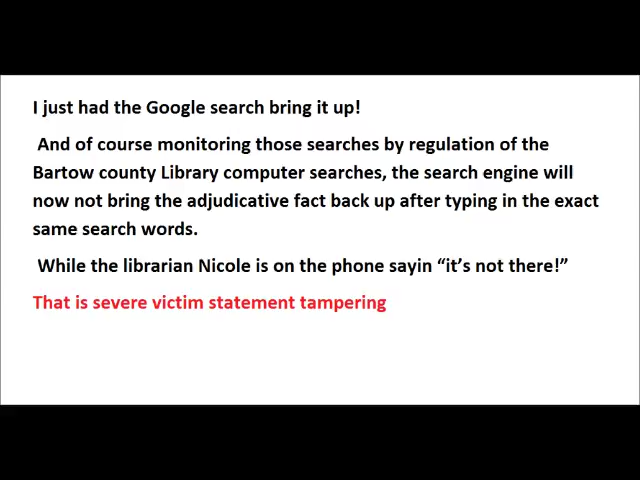 I just had the Google search bring it up!
And of course monitoring those searches by regulation of the
Bartow county Library computer searches, the search engine will
now not bring the adjudicative fact back up after typing in the exact
same search words.
While the librarian Nicole is on the phone sayin “it’s not there!”
That is severe victim statement tampering